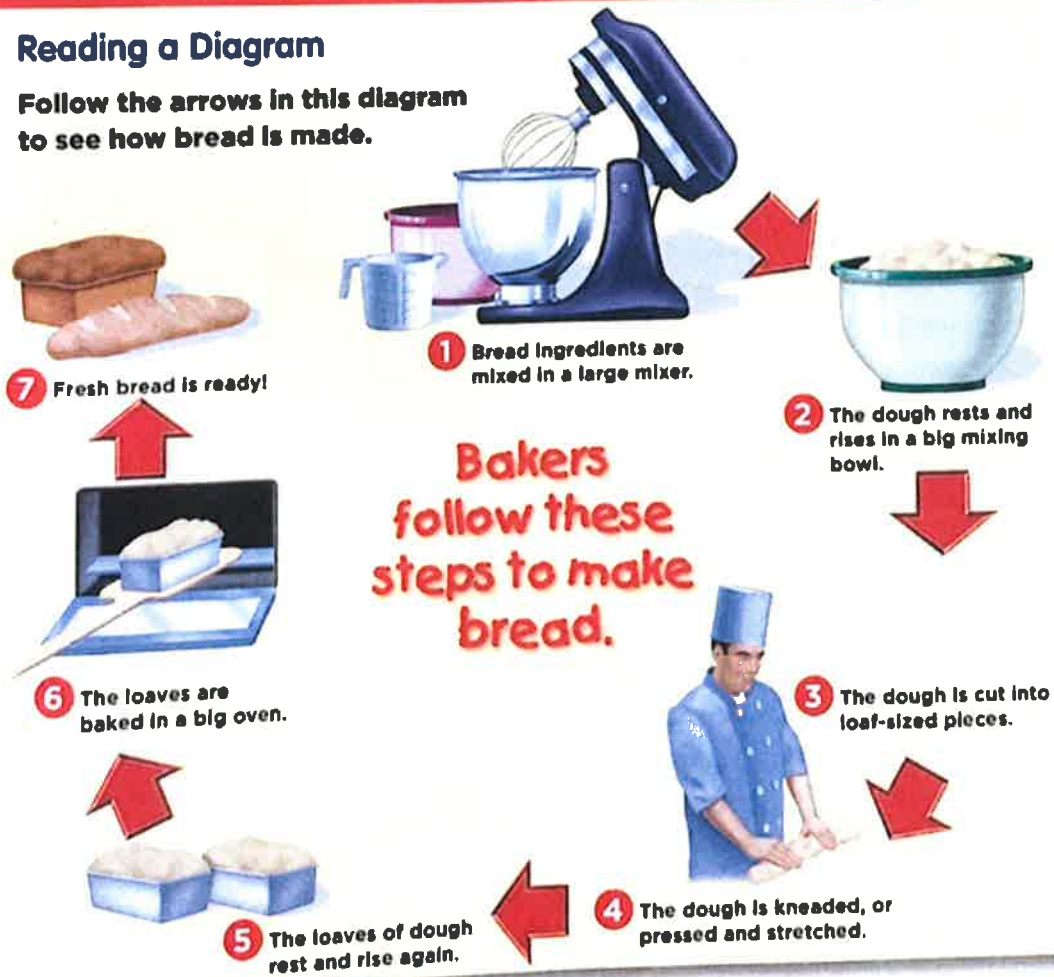 Reading a Diagram
Follow the arrows in this diagram
to see how bread is made.
1 Bread ingredients are
mixed in a large mixer.
2 The dough rests and
rises in a big mixing
bowl.
3 The dough is cut into
loaf-sized pieces.
4 The dough is kneaded, or
pressed and stretched.
5 The loaves of dough
rest and rise again.
6 The loaves are
baked in a big oven.
7 Fresh bread is ready!
Bakers
follow these
steps to make
bread.